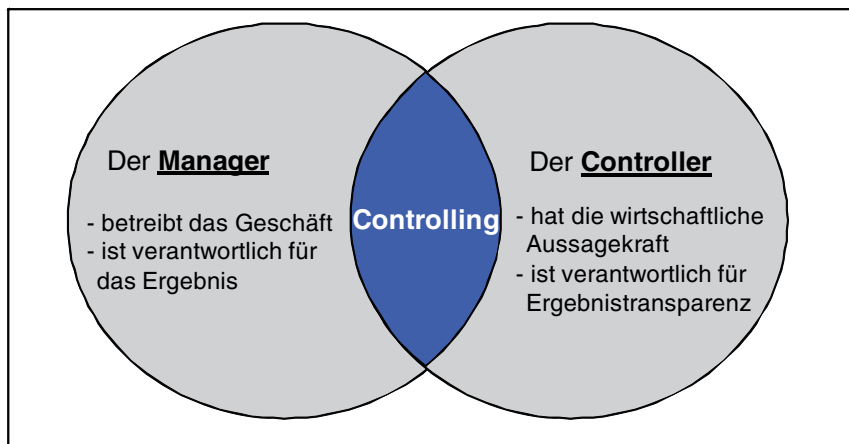 Der Manager
- betreibt das Geschäft
- ist verantwortlich für
das Ergebnis
Controlling
Der Controller
- hat die wirtschaftliche
Aussagekraft
- ist verantwortlich für
Ergebnistransparenz